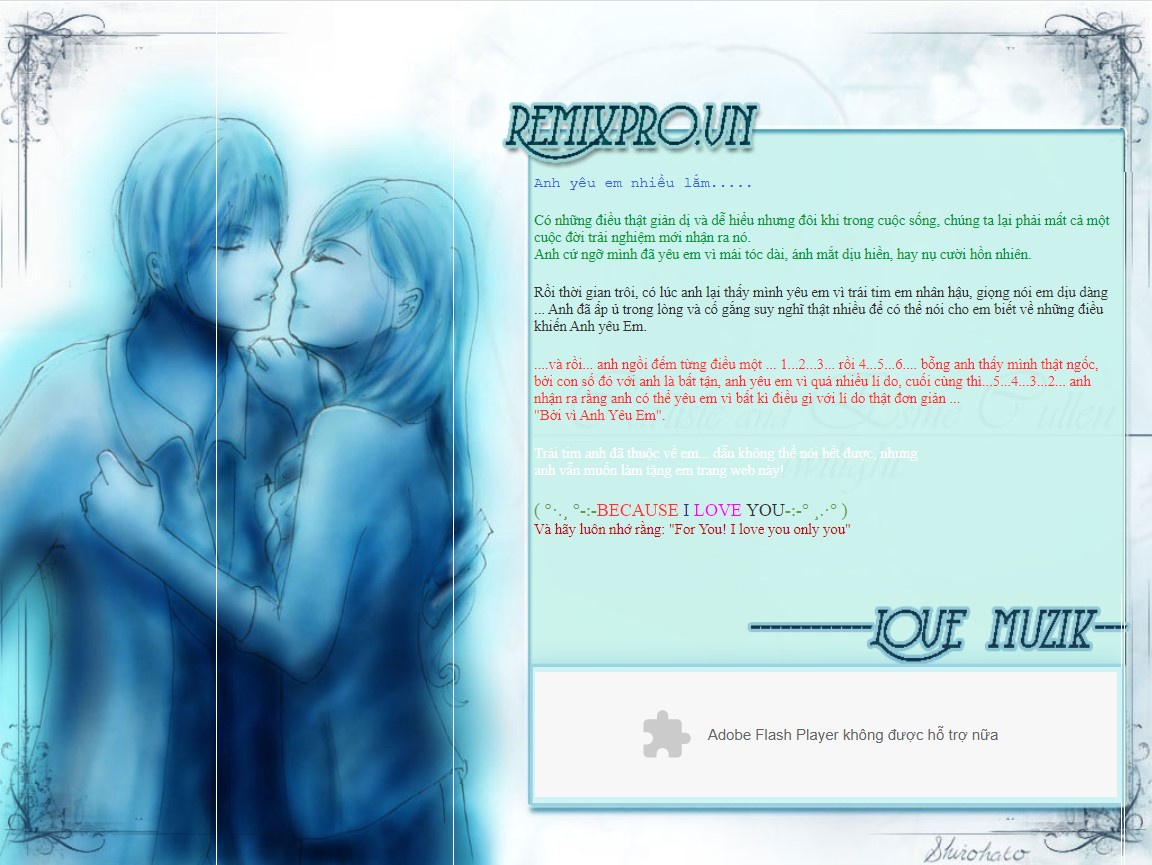 REMIXPRO.VN
Anh yêu em nhiều lắm.....
Có những điều thật giản dị và dễ hiểu nhưng đôi khi trong cuộc sống, chúng ta lại phải mất cả một
cuộc đời trải nghiệm mới nhận ra nó.
Anh cứ ngỡ mình đã yêu em vì mái tóc dài, ánh mắt dịu hiền, hay nụ cười hồn nhiên.
Rồi thời gian trôi, có lúc anh lại thấy mình yêu em vì trái tim em nhân hậu, giọng nói em dịu dàng
... Anh đã ấp ủ trong lòng và cố gắng suy nghĩ thật nhiều để có thể nói cho em biết về những điều
khiến Anh yêu Em.
....và rồi... anh ngồi đếm từng điều một ... 1...2...3... rồi 4...5...6.... bỗng anh thấy mình thật ngốc,
bởi con số đó với anh là bất tận, anh yêu em vì quá nhiều lí do, cuối cùng thì...5...4...3...2... anh
nhận ra rằng anh có thể yêu em vì bất kì điều gì với lí do thật đơn giản ...
"Bởi vì Anh Yêu Em".
Trái tim anh đã thuộc về em... dẫu không thể nói hết được, nhưng
anh vẫn muốn làm tặng em trang web này!
( °·.¸ °-:-BECAUSE I LOVE YOU-:-° ¸.·° )
Và hãy luôn nhớ rằng: "For You! I love you only you"
LOVE MUZIK
Adobe Flash Player không được hỗ trợ nữa
Shirohato